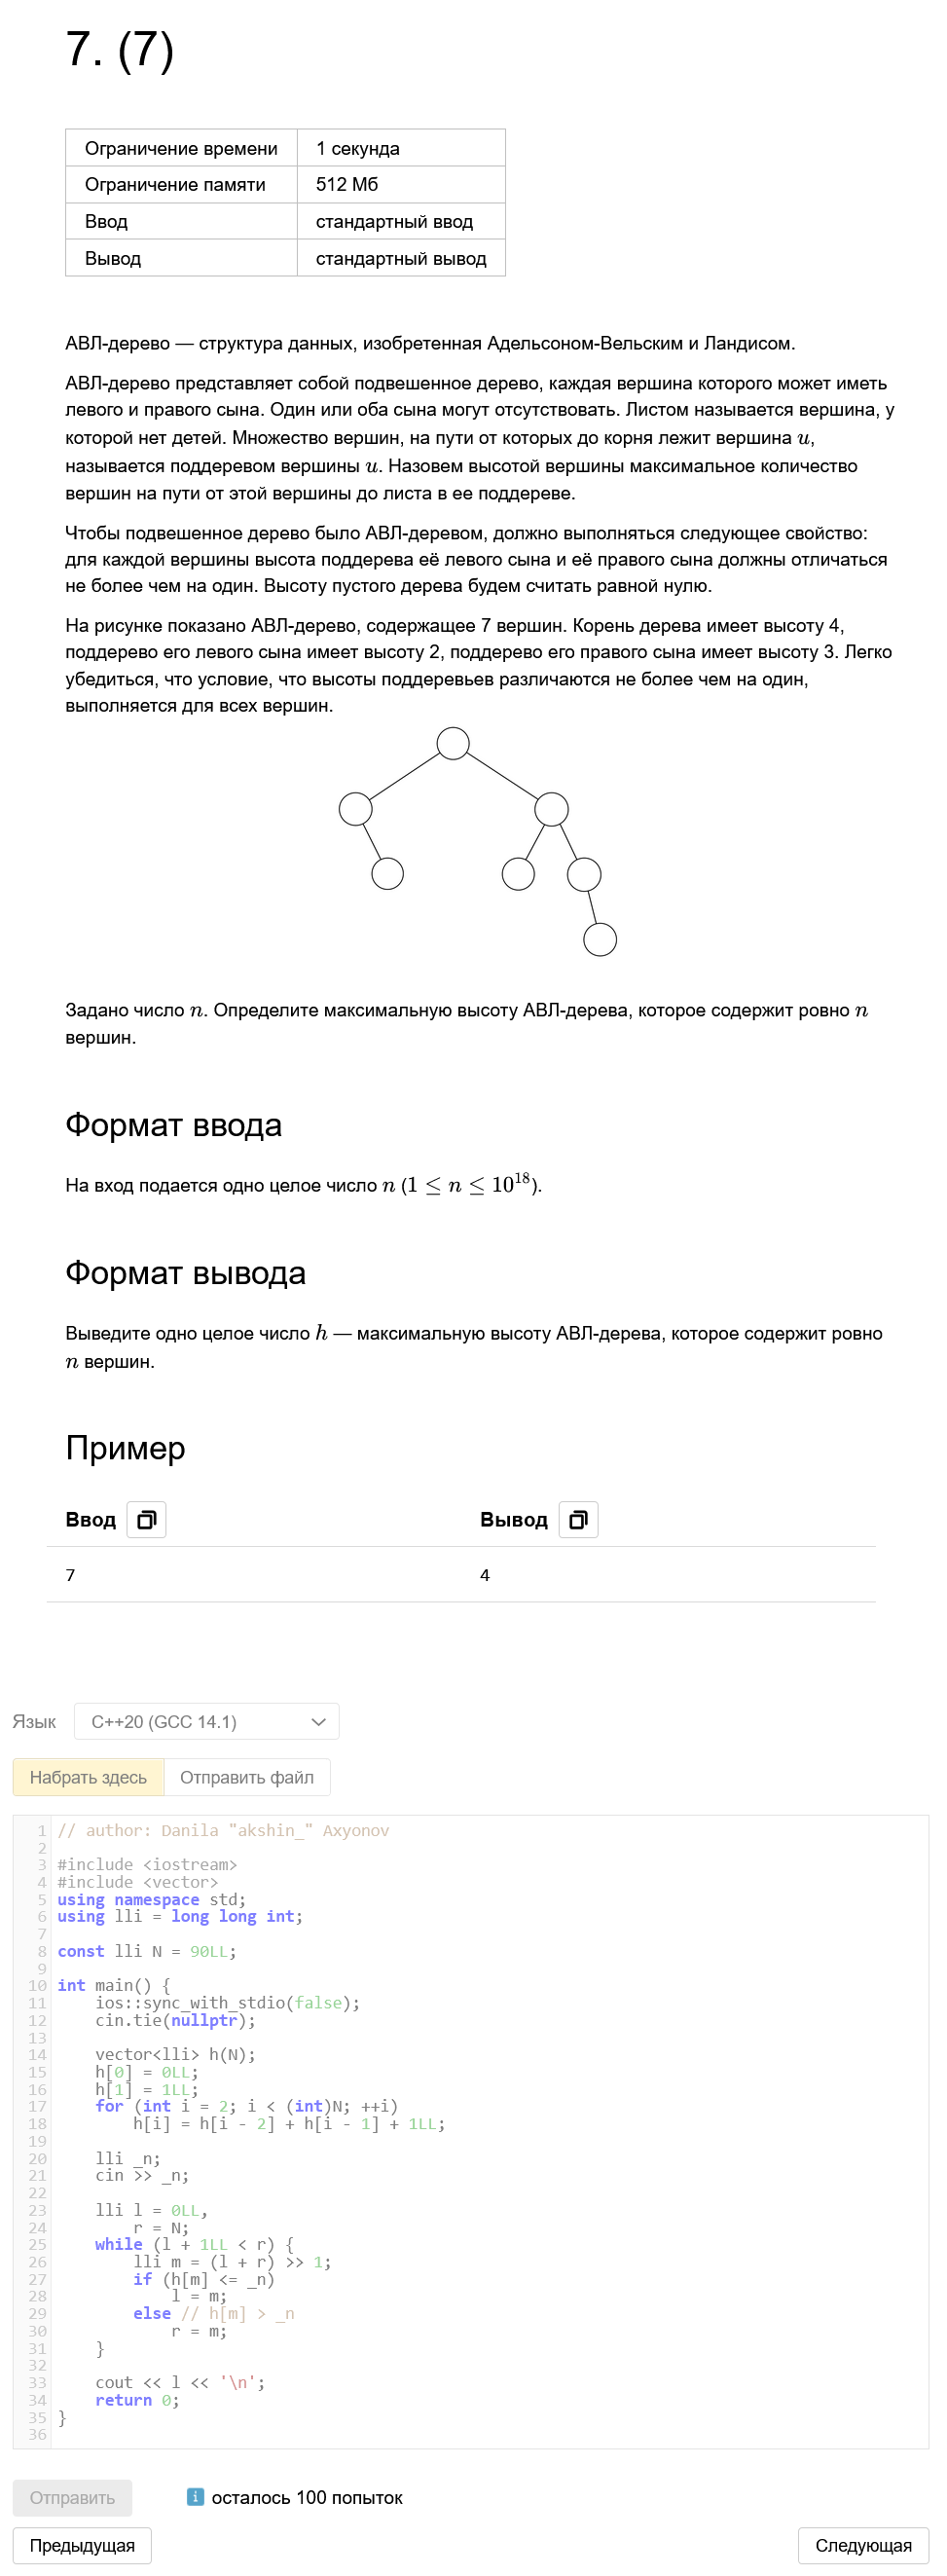 7. (7)
Ограничение времени 1 секунда
Ограничение памяти 512 Мб
Ввод стандартный ввод
Вывод стандартный вывод
АВЛ-дерево — структура данных, изобретенная Адельсоном-Вельским и Ландисом.
АВЛ-дерево представляет собой подвешенное дерево, каждая вершина которого может иметь
левого и правого сына. Один или оба сына могут отсутствовать. Листом называется вершина, у
которой нет детей. Множество вершин, на пути от которых до корня лежит вершина u,
называется поддеревом вершины u. Назовем высотой вершины максимальное количество
вершин на пути от этой вершины до листа в ее поддереве.
Чтобы подвешенное дерево было АВЛ-деревом, должно выполняться следующее свойство:
для каждой вершины высота поддерева её левого сына и её правого сына должны отличаться
не более чем на один. Высоту пустого дерева будем считать равной нулю.
На рисунке показано АВЛ-дерево, содержащее 7 вершин. Корень дерева имеет высоту 4,
поддерево его левого сына имеет высоту 2, поддерево его правого сына имеет высоту 3. Легко
убедиться, что условие, что высоты поддеревьев различаются не более чем на один,
выполняется для всех вершин.
Задано число n. Определите максимальную высоту АВЛ-дерева, которое содержит ровно n
вершин.
Формат ввода
На вход подается одно целое число n (1 ≤ n ≤ 10^18).
Формат вывода
Выведите одно целое число h — максимальную высоту АВЛ-дерева, которое содержит ровно
n вершин.
Пример
Ввод Вывод
7 4
Язык C++20 (GCC 14.1)
Набрать здесь Отправить файл
1 // author: Danila "akshin_" Axyonov
2
3 #include <iostream>
4 #include <vector>
5 using namespace std;
6 using lli = long long int;
7
8 const lli N = 90LL;
9
10 int main() {
11     ios::sync_with_stdio(false);
12     cin.tie(nullptr);
13
14     vector<lli> h(N);
15     h[0] = 0LL;
16     h[1] = 1LL;
17     for (int i = 2; i < (int)N; ++i)
18         h[i] = h[i - 2] + h[i - 1] + 1LL;
19
20     lli _n;
21     cin >> _n;
22
23     lli l = 0LL,
24         r = N;
25     while (l + 1LL < r) {
26         lli m = (l + r) >> 1;
27         if (h[m] <= _n)
28             l = m;
29         else // h[m] > _n
30             r = m;
31     }
32
33     cout << l << '\n';
34     return 0;
35 }
36
Отправить осталось 100 попыток
Предыдущая Следующая